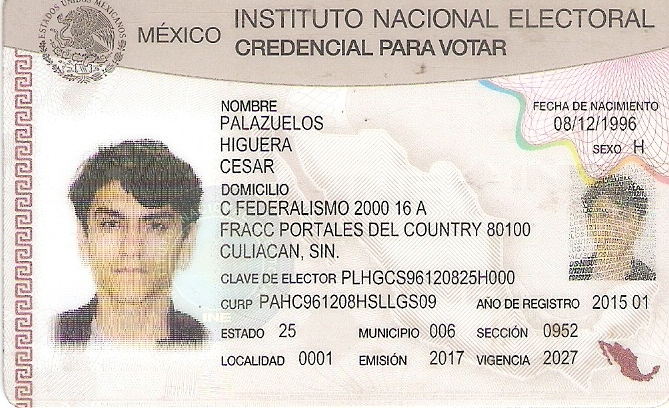 ESTADOS UNIDOS MEXICANOS
MÉXICO INSTITUTO NACIONAL ELECTORAL
CREDENCIAL PARA VOTAR
NOMBRE
PALAZUELOS
HIGUERA
CESAR
FECHA DE NACIMIENTO
08/12/1996
SEXO H
DOMICILIO
C FEDERALISMO 2000 16 A
FRACC PORTALES DEL COUNTRY 80100
CULIACAN, SIN.
CLAVE DE ELECTOR PLHGCS96120825H000
CURP PAHC961208HSLLGS09 AÑO DE REGISTRO 2015 01
INE
ESTADO 25 MUNICIPIO 006 SECCIÓN 0952
LOCALIDAD 0001 EMISIÓN 2017 VIGENCIA 2027